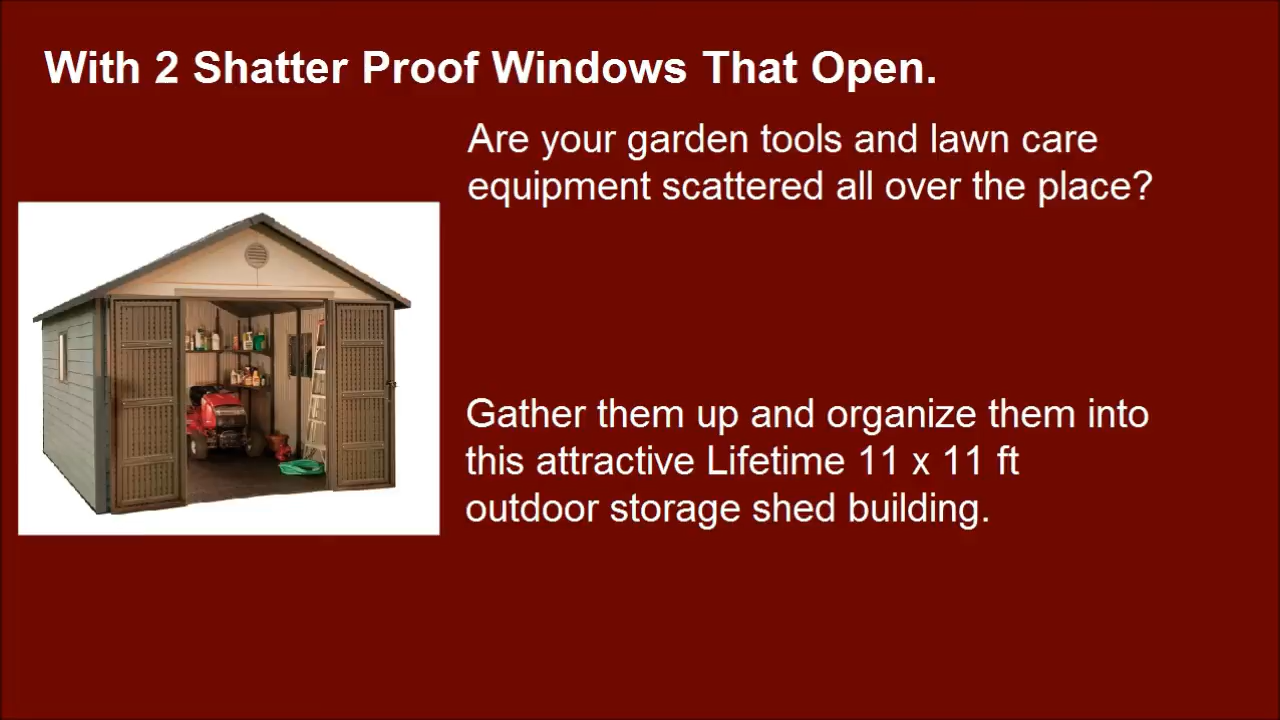 With 2 Shatter Proof Windows That Open.
Are your garden tools and lawn care
equipment scattered all over the place?
Gather them up and organize them into
this attractive Lifetime 11 x 11 ft
outdoor storage shed building.